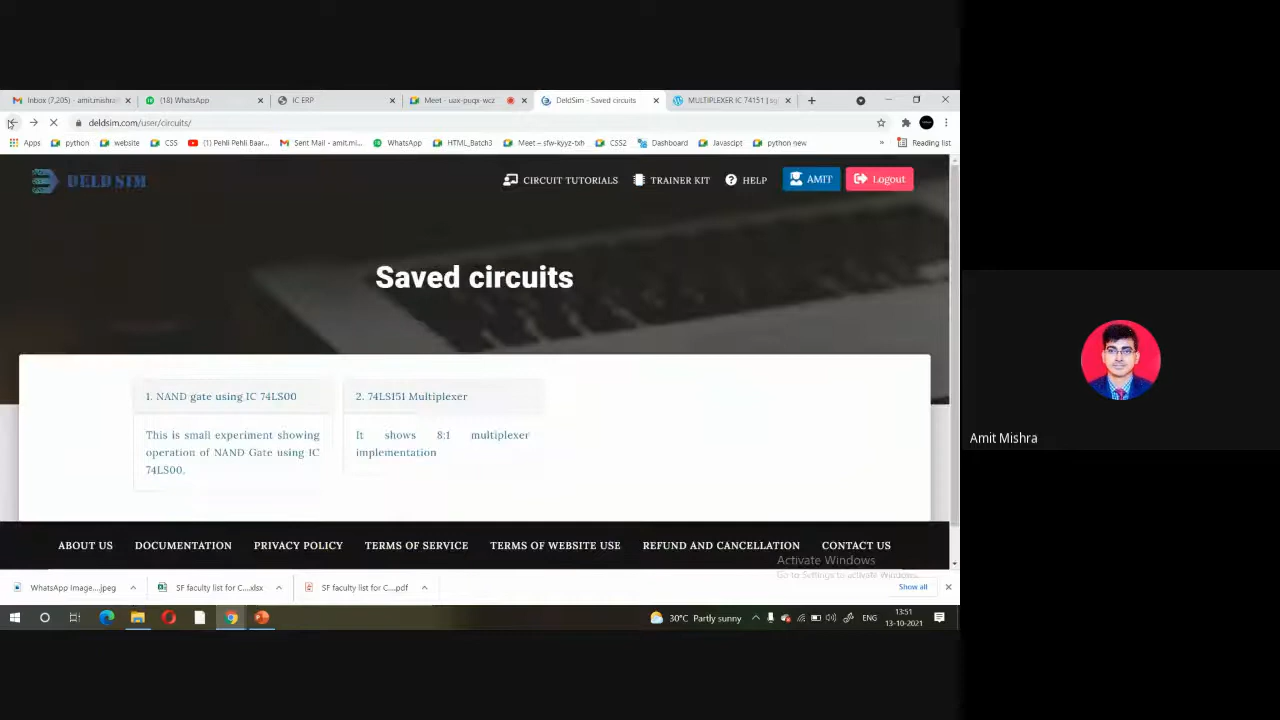 Inbox (7,205) - amit.mishra
(18) WhatsApp
IC ERP
Meet - uax-puqx-wcz
DeldSim - Saved circuits
MULTIPLEXER IC 74151 | sg
deldsim.com/user/circuits/
Apps
python
website
CSS
(1) Pehli Pehli Baar...
Sent Mail - amit.mi...
WhatsApp
HTML_Batch3
Meet – sfw-kyyz-txh
CSS2
Dashboard
Javascipt
python new
»
Reading list
DELD SIM
CIRCUIT TUTORIALS
TRAINER KIT
HELP
AMIT
Logout
Saved circuits
1. NAND gate using IC 74LS00
This is small experiment showing
operation of NAND Gate using IC
74LS00.
2. 74LS151 Multiplexer
It shows 8:1 multiplexer
implementation
Amit Mishra
ABOUT US
DOCUMENTATION
PRIVACY POLICY
TERMS OF SERVICE
TERMS OF WEBSITE USE
REFUND AND CANCELLATION
CONTACT US
Activate Windows
Go to Settings to activate Windows.
WhatsApp Image....jpeg
SF faculty list for C....xlsx
SF faculty list for C....pdf
Show all
30°C Partly sunny
ENG
13:51
13-10-2021